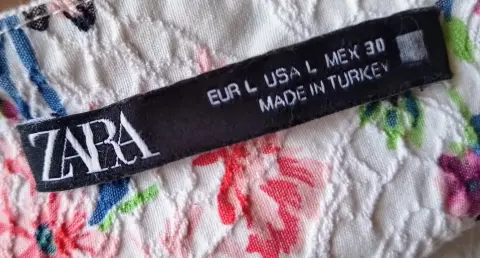 ZARA
EUR L USA L MEX 30
MADE IN TURKEY